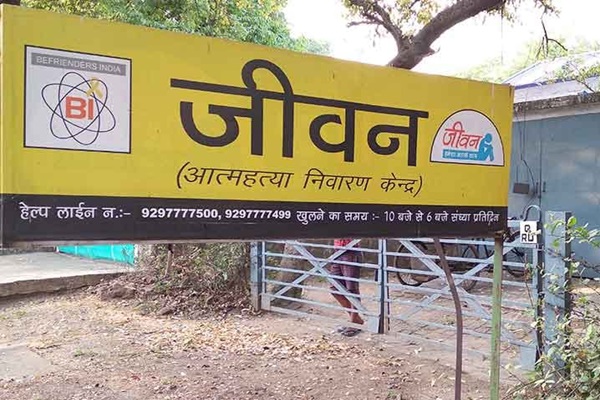 BEFRIENDERS INDIA
BI
जीवन
(आत्महत्या निवारण केन्द्र)
जीवन
हेल्प लाईन न.:- 9297777500, 9297777499 खुलने का समय :- 10 बजे से 6 बजे संध्या प्रतिदिन